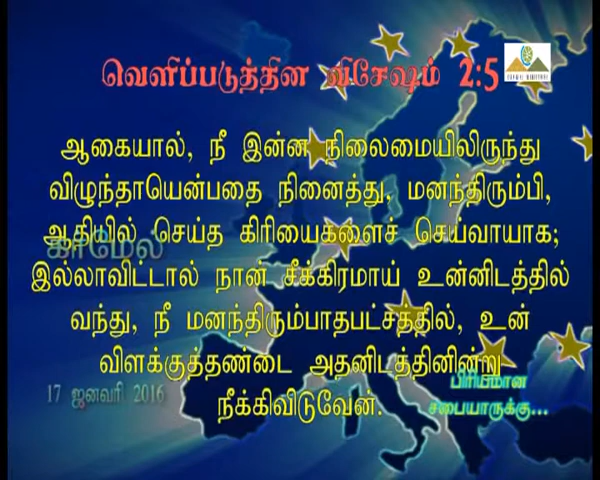 வெளிப்படுத்தின விசேஷம் 2:5
ஆகையால், நீ இன்ன நிலைமையிலிருந்து
விழுந்தாயென்பதை நினைத்து, மனந்திரும்பி,
ஆதியில் செய்த கிரியைகளைச் செய்வாயாக;
இல்லாவிட்டால் நான் சீக்கிரமாய் உன்னிடத்தில்
வந்து, நீ மனந்திரும்பாதபட்சத்தில், உன்
விளக்குத்தண்டை அதனிடத்தினின்று
நீக்கிவிடுவேன்.
கார்மேல்
17 ஜனவரி 2016
பிரியமான
சபையாருக்கு...